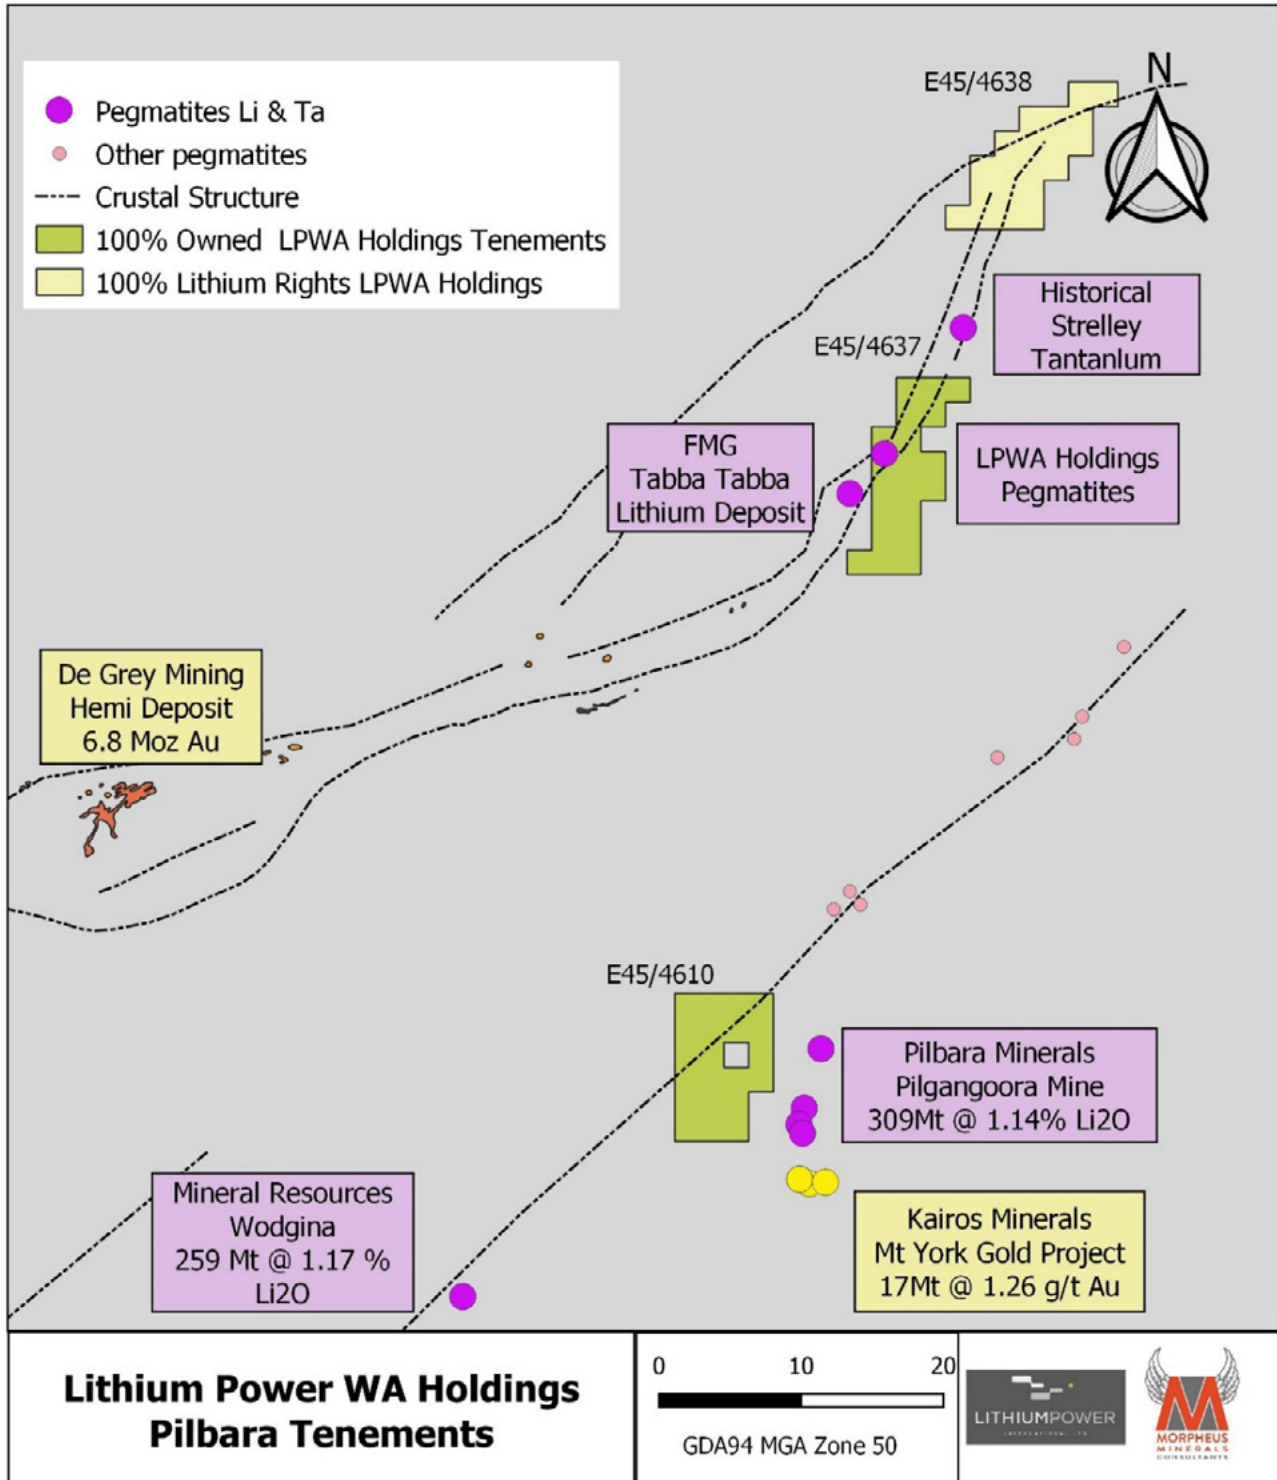 E45/4638
N
Pegmatites Li & Ta
Other pegmatites
Crustal Structure
100% Owned LPWA Holdings Tenements
100% Lithium Rights LPWA Holdings
Historical
Strelley
Tantanlum
E45/4637
FMG
Tabba Tabba
Lithium Deposit
LPWA Holdings
Pegmatites
De Grey Mining
Hemi Deposit
6.8 Moz Au
E45/4610
Pilbara Minerals
Pilgangoora Mine
309Mt @ 1.14% Li2O
Mineral Resources
Wodgina
259 Mt @ 1.17 %
Li2O
Kairos Minerals
Mt York Gold Project
17Mt @ 1.26 g/t Au
Lithium Power WA Holdings
Pilbara Tenements
0 10 20
GDA94 MGA Zone 50
LITHIUMPOWER
INTERNATIONAL LTD
MORPHEUS
MINERALS
CONSULTANTS